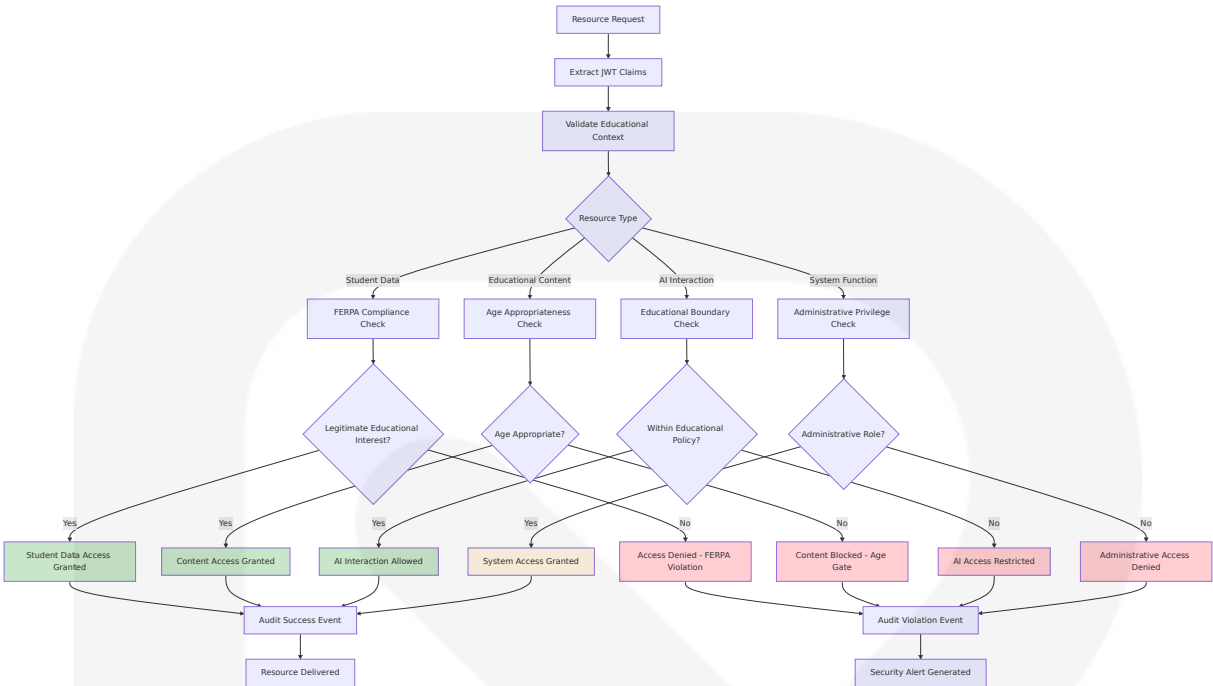 Resource Request
Extract JWT Claims
Validate Educational
Context
Resource Type
Student Data
Educational Content
AI Interaction
System Function
FERPA Compliance
Check
Age Appropriateness
Check
Educational Boundary
Check
Administrative Privilege
Check
Legitimate Educational
Interest?
Age Appropriate?
Within Educational
Policy?
Administrative Role?
Yes
Yes
Yes
Yes
No
No
No
No
Student Data Access
Granted
Content Access Granted
AI Interaction Allowed
System Access Granted
Access Denied - FERPA
Violation
Content Blocked - Age
Gate
AI Access Restricted
Administrative Access
Denied
Audit Success Event
Audit Violation Event
Resource Delivered
Security Alert Generated